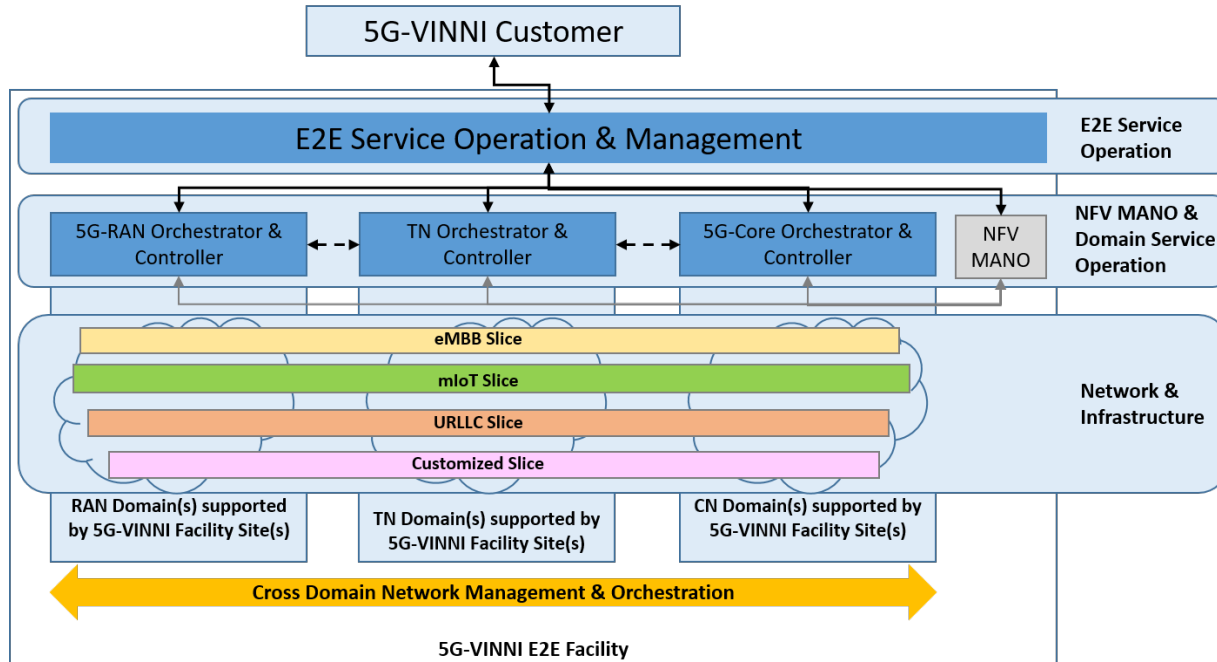 5G-VINNI Customer
E2E Service Operation & Management
E2E Service
Operation
5G-RAN Orchestrator &
Controller
TN Orchestrator &
Controller
5G-Core Orchestrator &
Controller
NFV
MANO
NFV MANO &
Domain Service
Operation
eMBB Slice
mIoT Slice
URLLC Slice
Customized Slice
Network &
Infrastructure
RAN Domain(s) supported
by 5G-VINNI Facility Site(s)
TN Domain(s) supported by
5G-VINNI Facility Site(s)
CN Domain(s) supported by
5G-VINNI Facility Site(s)
Cross Domain Network Management & Orchestration
5G-VINNI E2E Facility